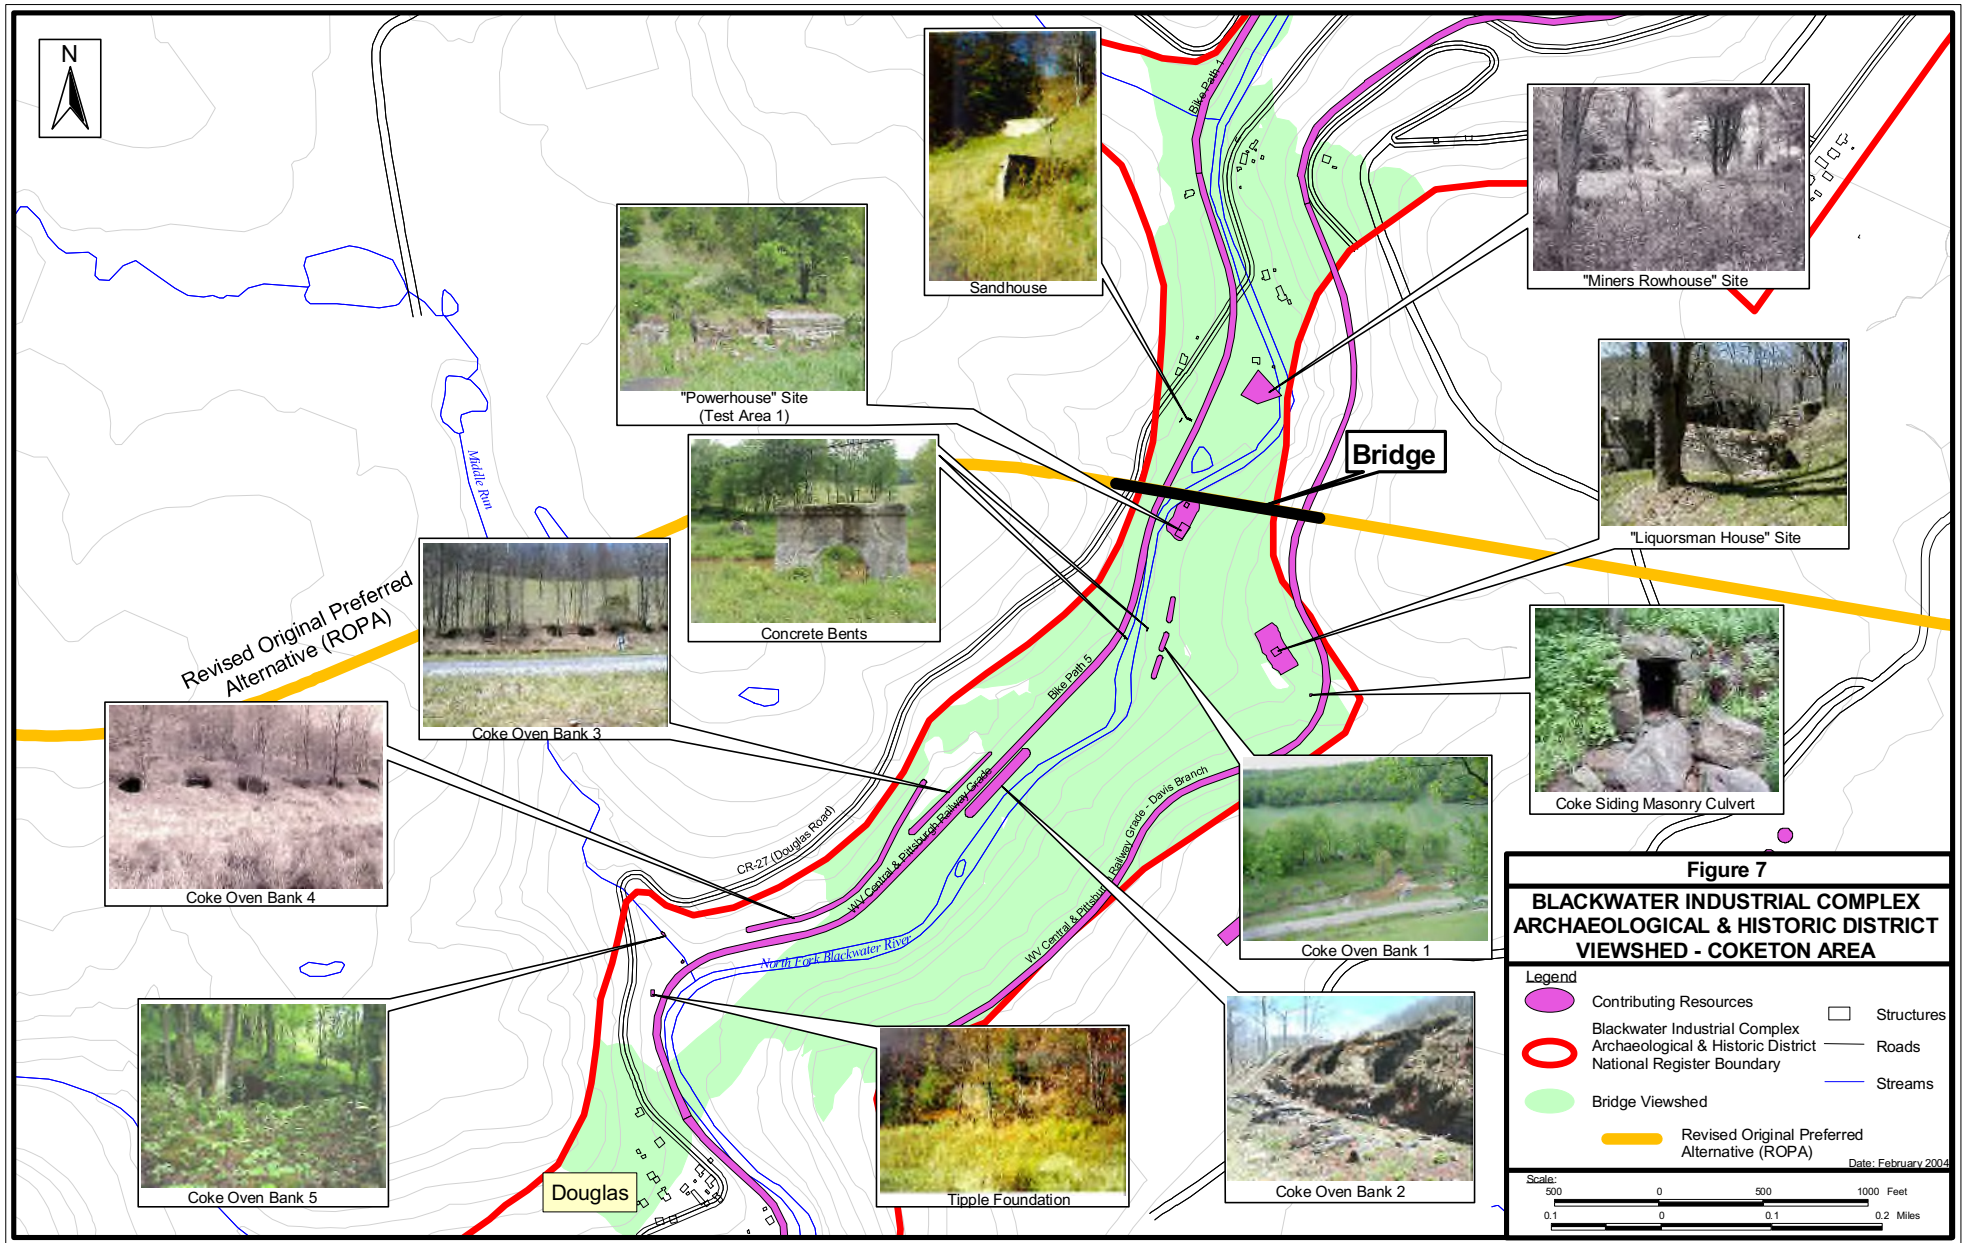 N
Bike Path 1
Sandhouse
"Miners Rowhouse" Site
"Powerhouse" Site
(Test Area 1)
Bridge
"Liquorsman House" Site
Middle Run
Concrete Bents
Revised Original Preferred
Alternative (ROPA)
Coke Oven Bank 3
Bike Path 5
Coke Siding Masonry Culvert
Coke Oven Bank 4
CR-27 (Douglas Road)
WV Central & Pittsburgh Railway Grade
WV Central & Pittsburgh Railway Grade - Davis Branch
North Fork Blackwater River
Coke Oven Bank 1
Coke Oven Bank 5
Douglas
Tipple Foundation
Coke Oven Bank 2
Figure 7
BLACKWATER INDUSTRIAL COMPLEX
ARCHAEOLOGICAL & HISTORIC DISTRICT
VIEWSHED - COKETON AREA
Legend
Contributing Resources
Structures
Blackwater Industrial Complex
Archaeological & Historic District
National Register Boundary
Roads
Streams
Bridge Viewshed
Revised Original Preferred
Alternative (ROPA)
Date: February 2004
Scale:
500 0 500 1000 Feet
0.1 0 0.1 0.2 Miles